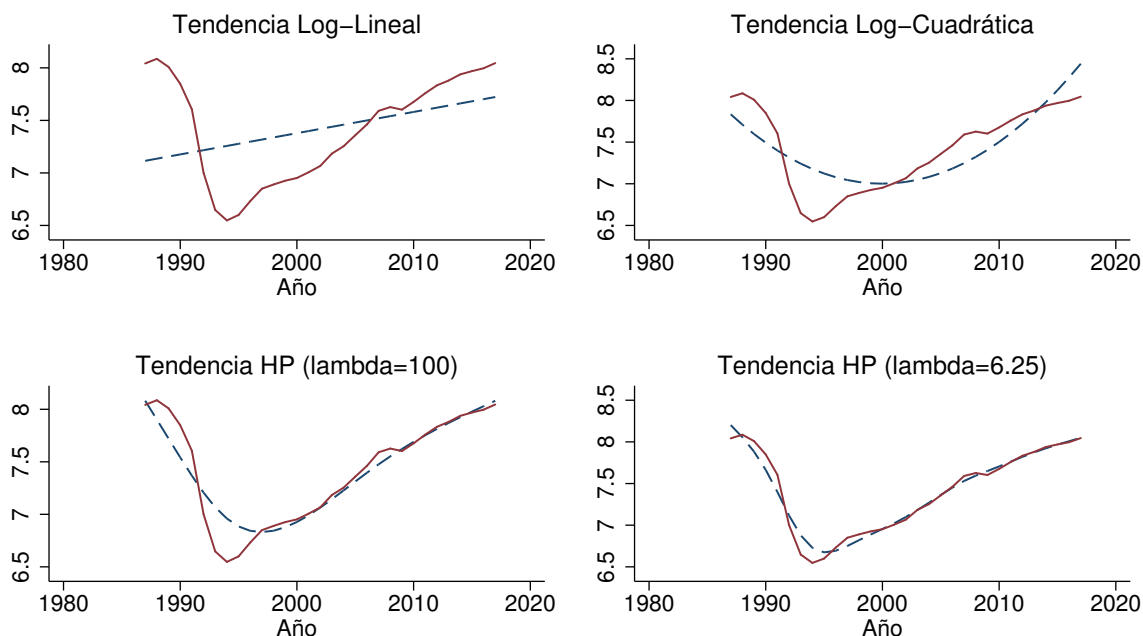 Tendencia Log−Lineal
8
7.5
7
6.5
1980 1990 2000 2010 2020
Año
Tendencia Log−Cuadrática
8.5
8
7.5
7
6.5
1980 1990 2000 2010 2020
Año
Tendencia HP (lambda=100)
8
7.5
7
6.5
1980 1990 2000 2010 2020
Año
Tendencia HP (lambda=6.25)
8.5
8
7.5
7
6.5
1980 1990 2000 2010 2020
Año